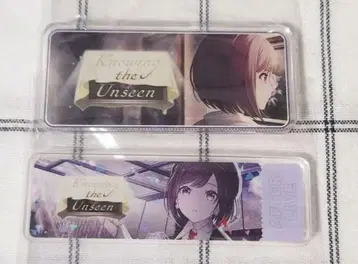 Knowing
the
Unseen
Knowing
the
Unseen